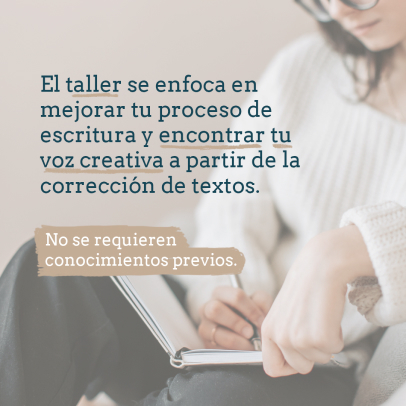 El taller se enfoca en
mejorar tu proceso de
escritura y encontrar tu
voz creativa a partir de la
corrección de textos.
No se requieren
conocimientos previos.